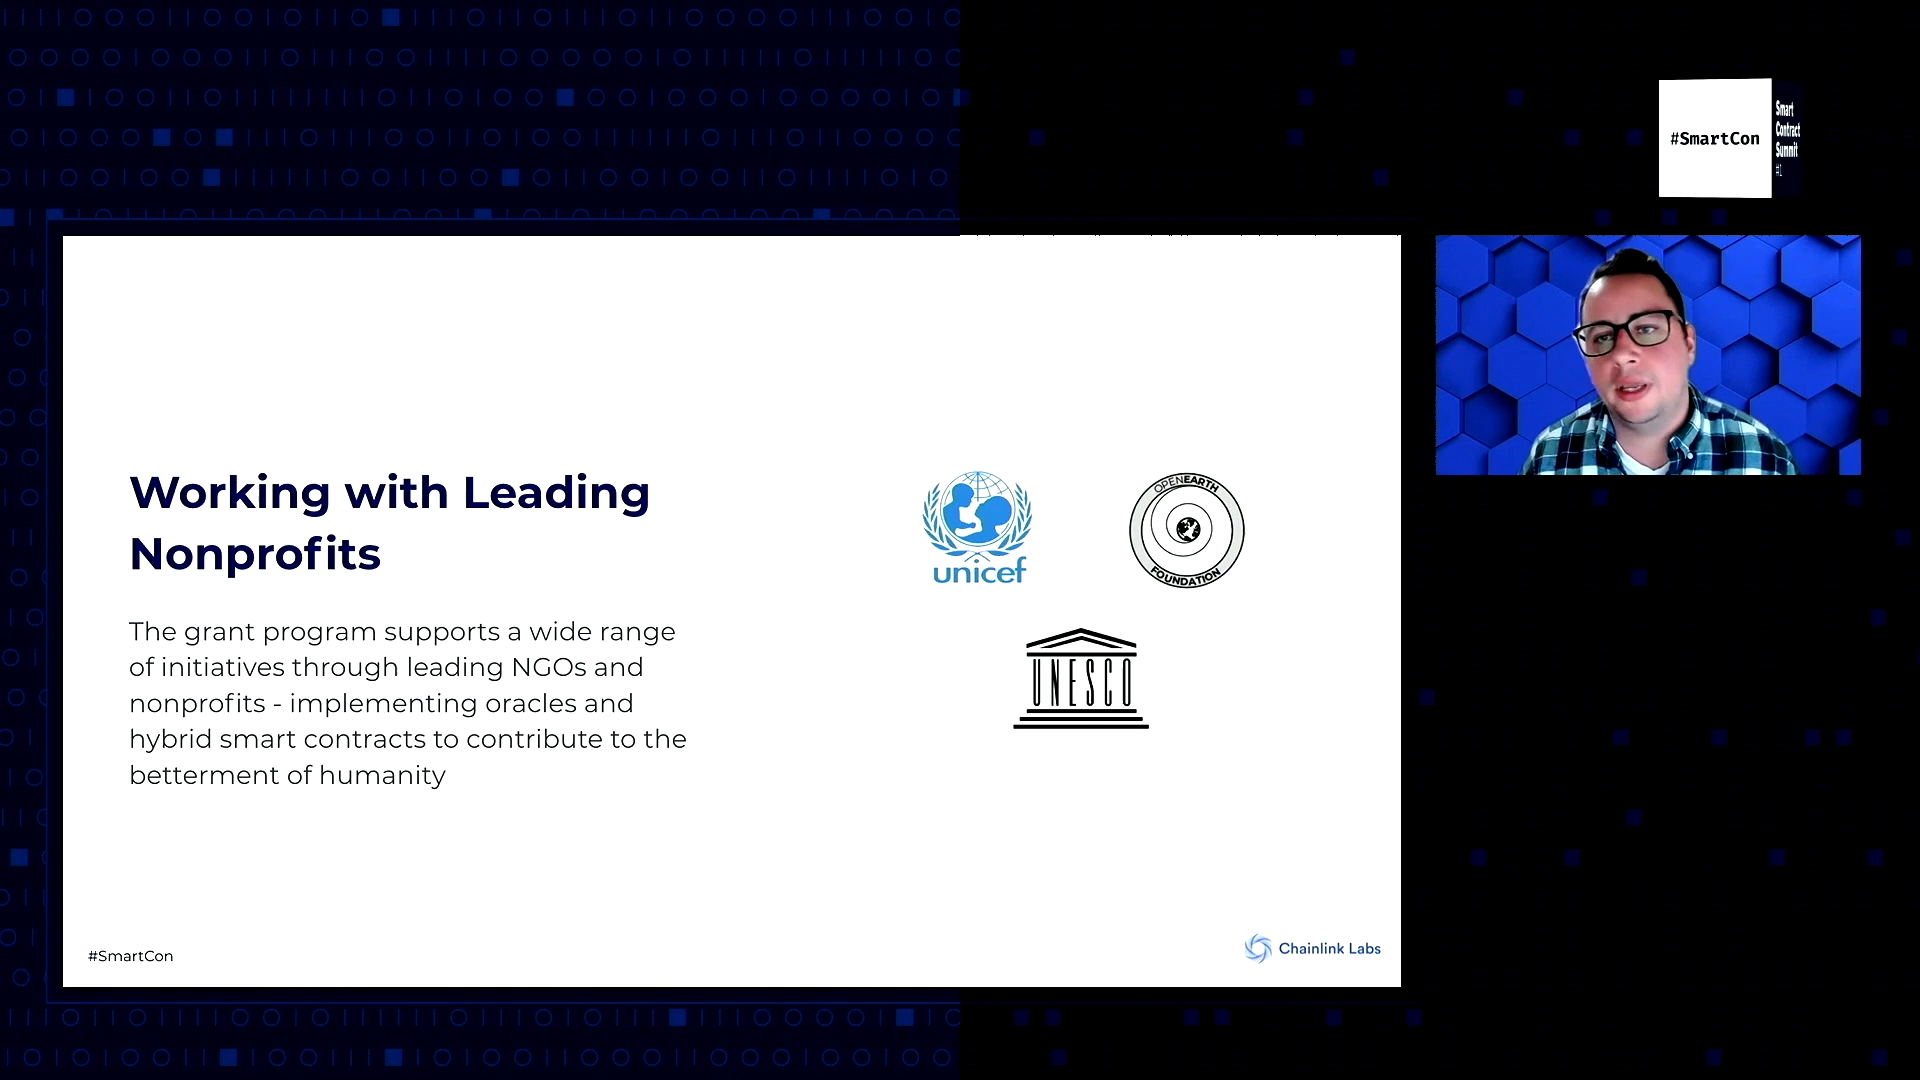 #SmartCon
Smart
Contract
Summit
#1
Working with Leading
Nonprofits
The grant program supports a wide range
of initiatives through leading NGOs and
nonprofits - implementing oracles and
hybrid smart contracts to contribute to the
betterment of humanity
unicef
OPENEARTH
FOUNDATION
UNESCO
#SmartCon
Chainlink Labs